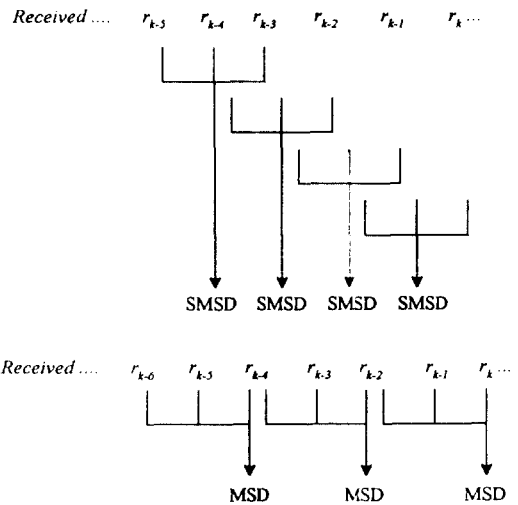 Received .... r_{k-5} r_{k-4} r_{k-3} r_{k-2} r_{k-1} r_k ...
SMSD SMSD SMSD SMSD
Received .... r_{k-6} r_{k-5} r_{k-4} r_{k-3} r_{k-2} r_{k-1} r_k ...
MSD MSD MSD